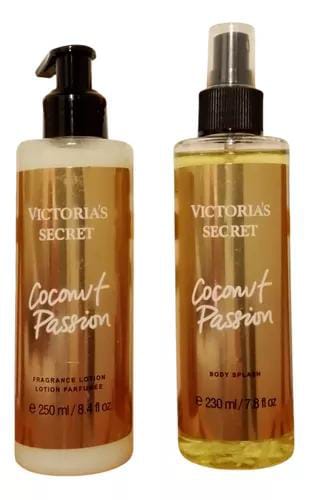 VICTORIA'S
SECRET
Coconut
Passion
FRAGRANCE LOTION
LOTION PARFUMÉE
e 250 ml / 8.4 fl oz
VICTORIA'S
SECRET
Coconut
Passion
BODY SPLASH
e 230 ml / 7.8 fl oz